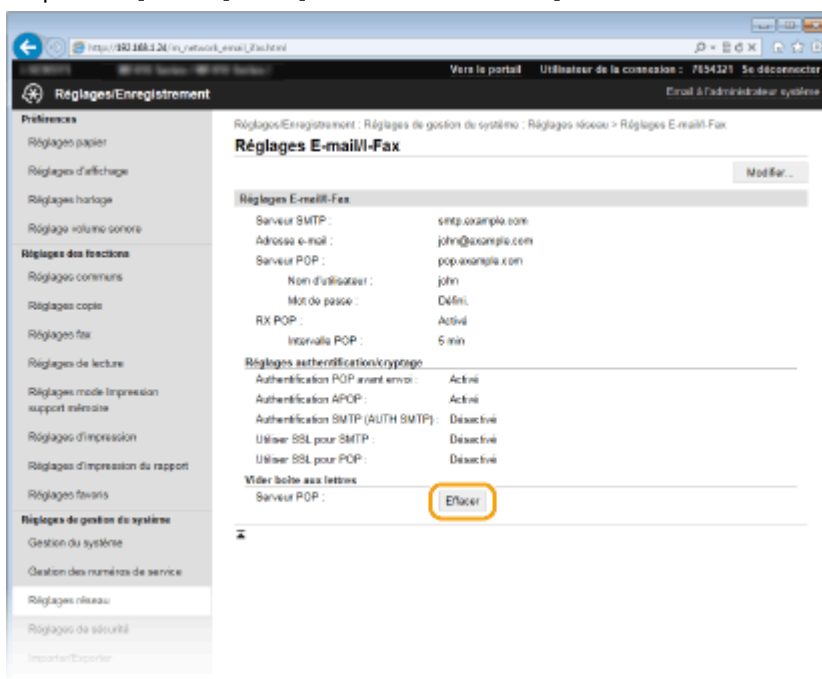 http://192.168.1.24/m_network_email_ifax.html
Vers le portail Utilisateur de la connexion : 7654321 Se déconnecter
Réglages/Enregistrement
Email à l'administrateur système
Préférences
Réglages papier
Réglages d'affichage
Réglages horloge
Réglage volume sonore
Réglages des fonctions
Réglages communs
Réglages copie
Réglages fax
Réglages de lecture
Réglages mode Impression
support mémoire
Réglages d'impression
Réglages d'impression du rapport
Réglages favoris
Réglages de gestion du système
Gestion du système
Gestion des numéros de service
Réglages réseau
Réglages de sécurité
Importer/Exporter
Réglages/Enregistrement : Réglages de gestion du système : Réglages réseau > Réglages E-mail/I-Fax
Réglages E-mail/I-Fax
Modifier...
Réglages E-mail/I-Fax
Serveur SMTP : smtp.example.com
Adresse e-mail : john@example.com
Serveur POP : pop.example.com
Nom d'utilisateur : john
Mot de passe : Défini.
RX POP : Activé
Intervalle POP : 5 min
Réglages authentification/cryptage
Authentification POP avant envoi : Activé
Authentification APOP : Activé
Authentification SMTP (AUTH SMTP) : Désactivé
Utiliser SSL pour SMTP : Désactivé
Utiliser SSL pour POP : Désactivé
Vider boîte aux lettres
Serveur POP : Effacer